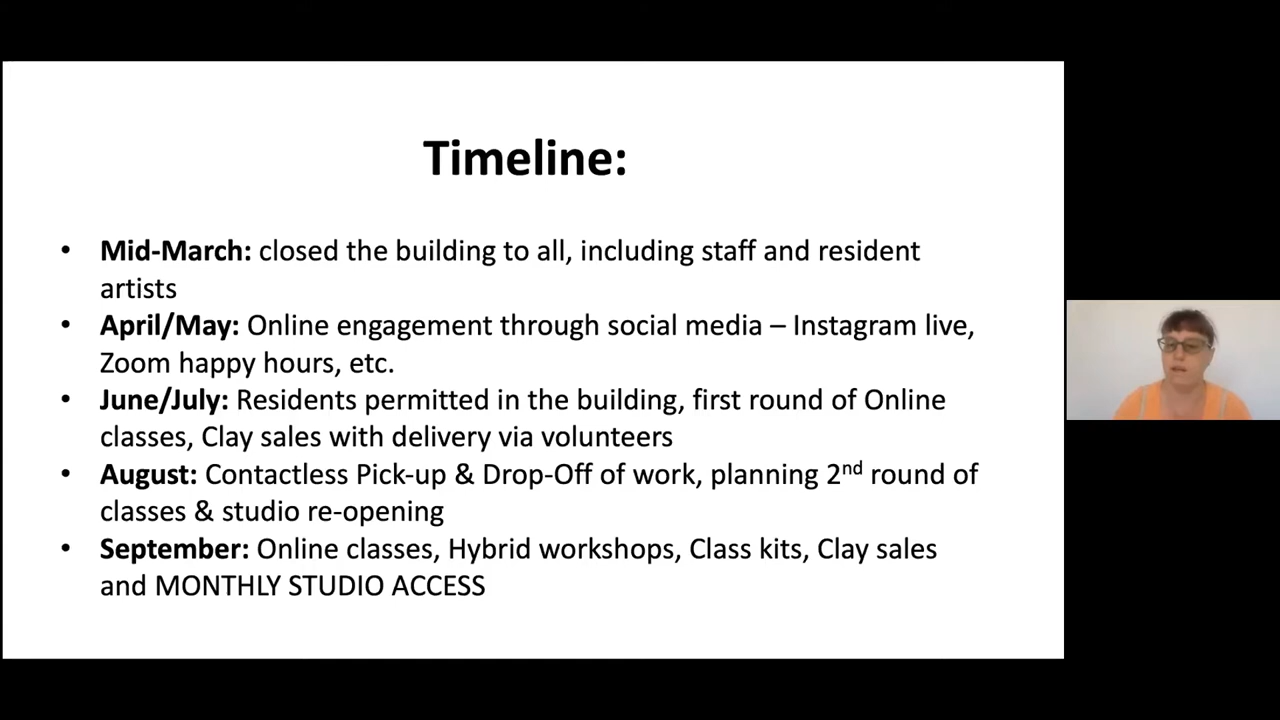 Timeline:
• Mid-March: closed the building to all, including staff and resident
artists
• April/May: Online engagement through social media – Instagram live,
Zoom happy hours, etc.
• June/July: Residents permitted in the building, first round of Online
classes, Clay sales with delivery via volunteers
• August: Contactless Pick-up & Drop-Off of work, planning 2nd round of
classes & studio re-opening
• September: Online classes, Hybrid workshops, Class kits, Clay sales
and MONTHLY STUDIO ACCESS